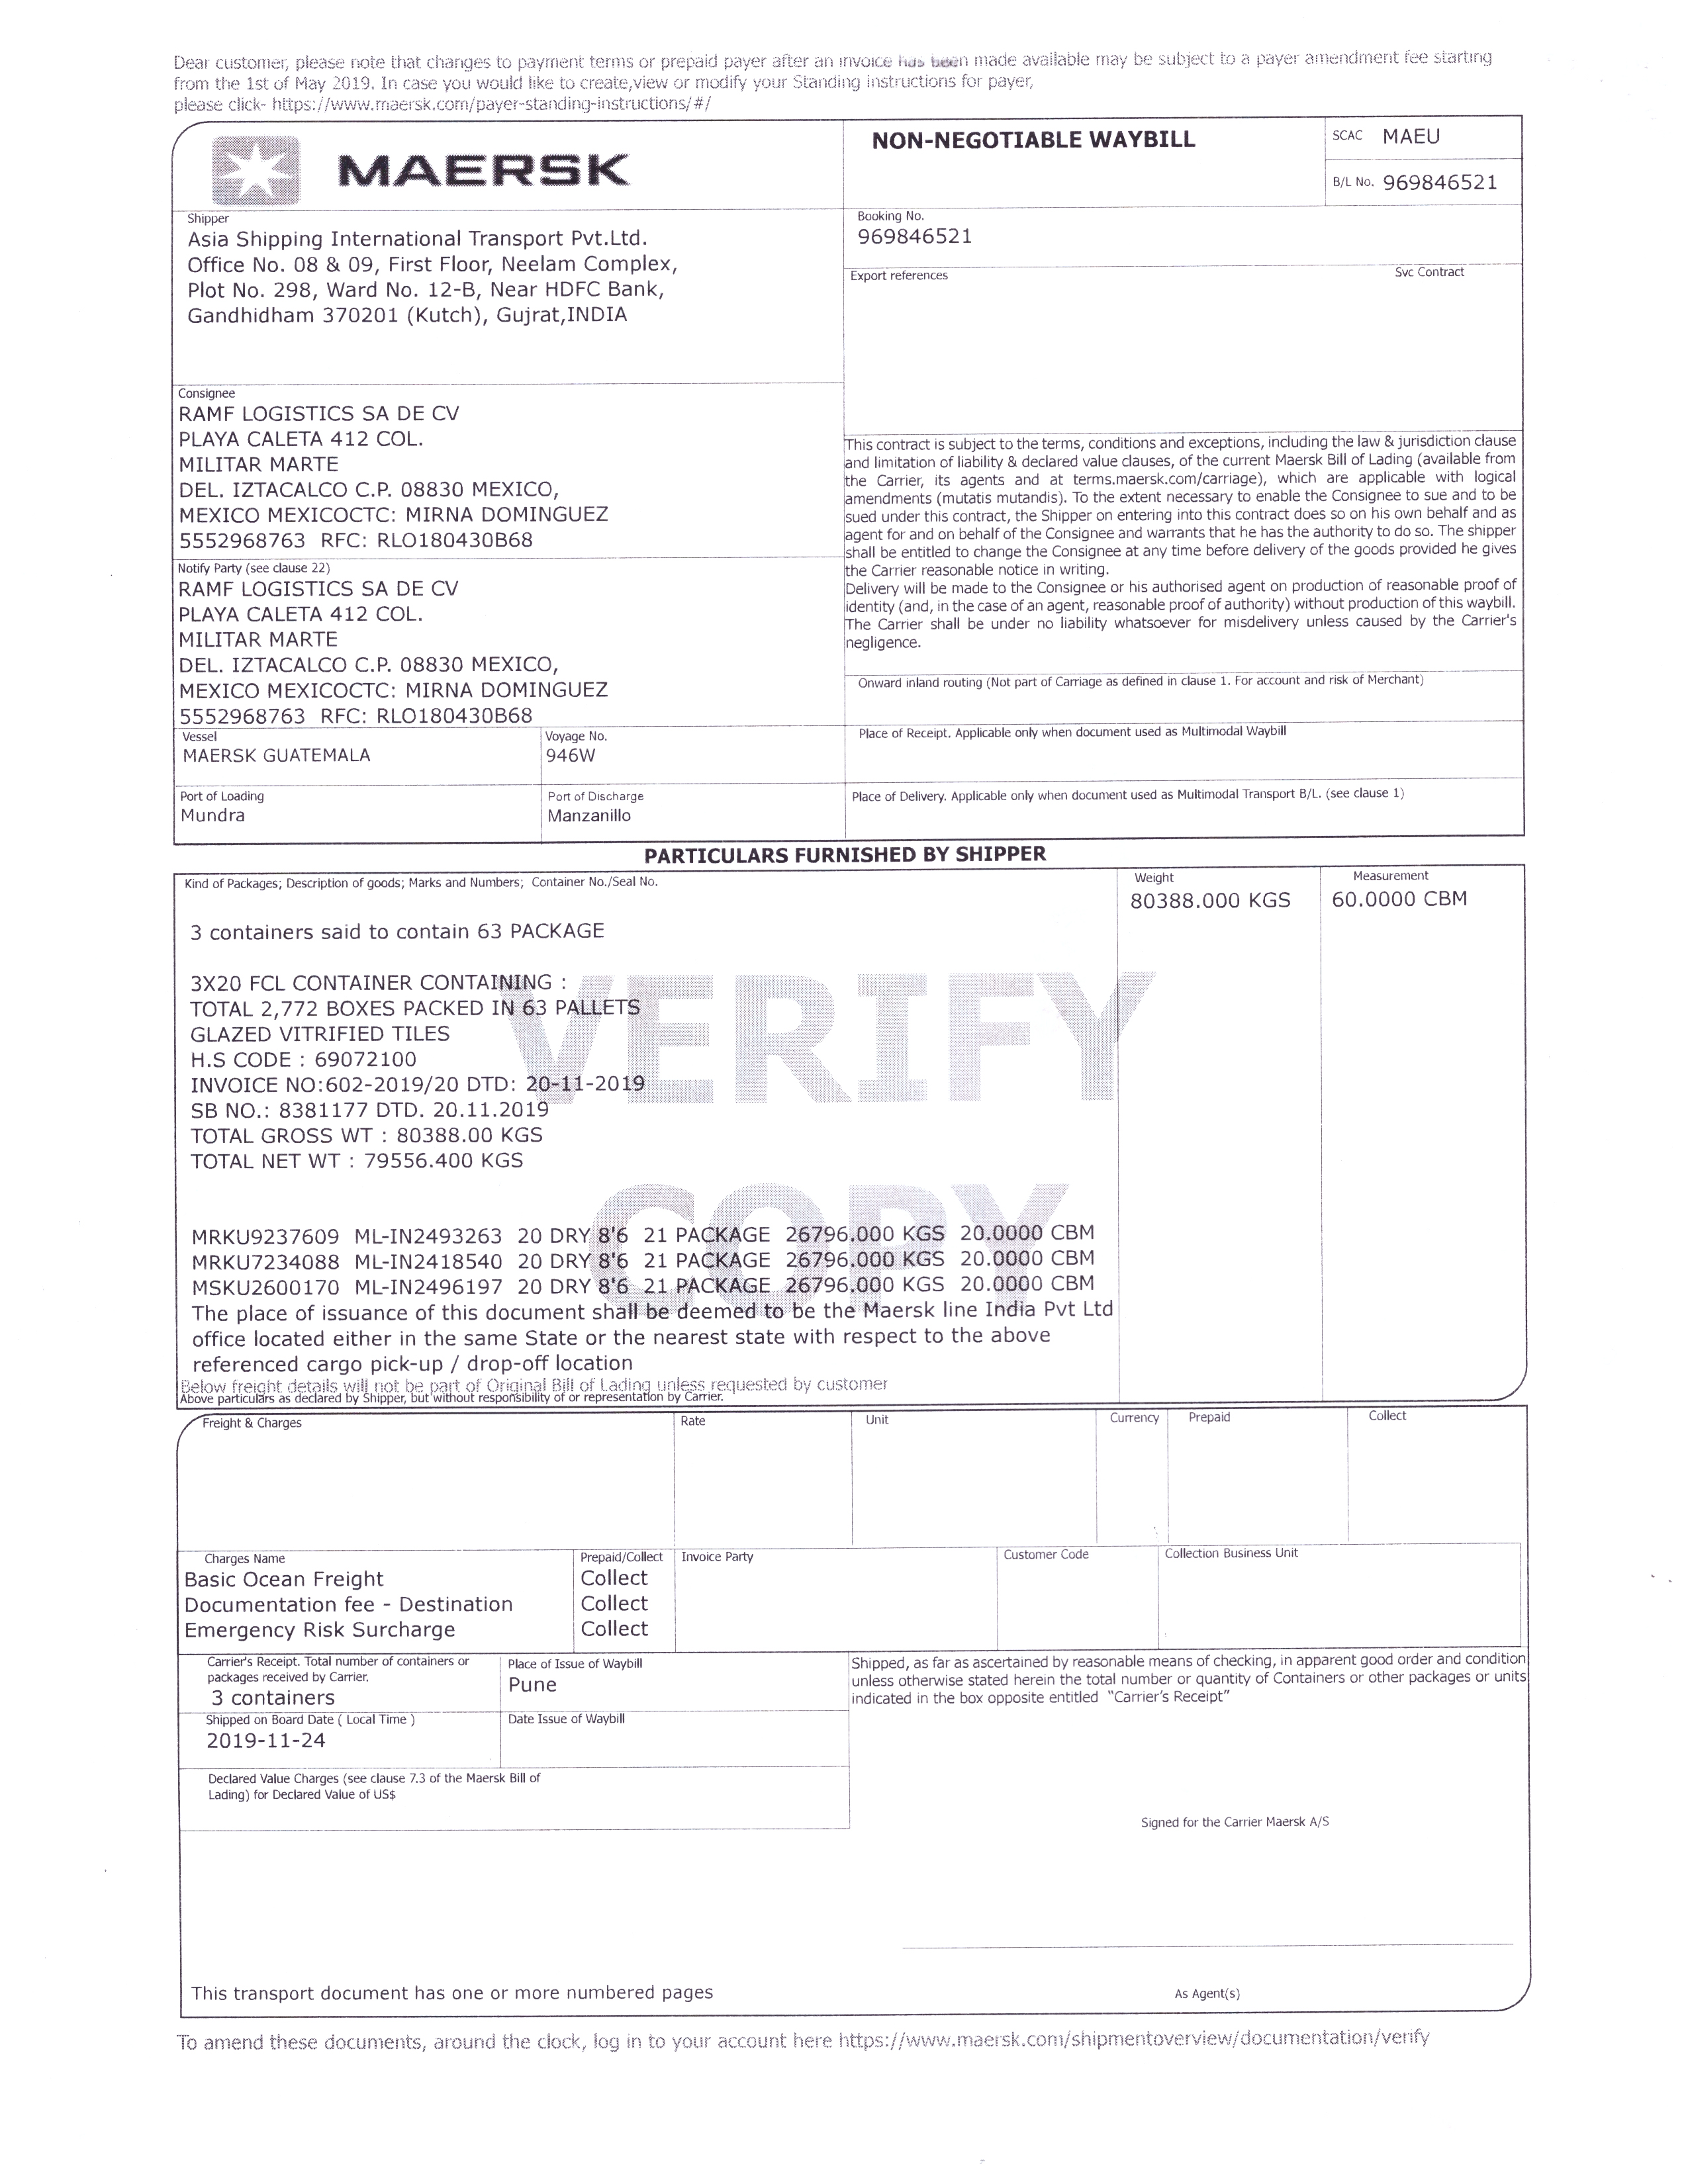 Dear customer, please note that changes to payment terms or prepaid payer after an invoice has been made available may be subject to a payer amendment fee starting
from the 1st of May 2019. In case you would like to create,view or modify your Standing instructions for payer,
please click- https://www.maersk.com/payer-standing-instructions/#/
MAERSK
NON-NEGOTIABLE WAYBILL
SCAC MAEU
B/L No. 969846521
Shipper
Asia Shipping International Transport Pvt.Ltd.
Office No. 08 & 09, First Floor, Neelam Complex,
Plot No. 298, Ward No. 12-B, Near HDFC Bank,
Gandhidham 370201 (Kutch), Gujrat,INDIA
Booking No.
969846521
Export references
Svc Contract
Consignee
RAMF LOGISTICS SA DE CV
PLAYA CALETA 412 COL.
MILITAR MARTE
DEL. IZTACALCO C.P. 08830 MEXICO,
MEXICO MEXICOCTC: MIRNA DOMINGUEZ
5552968763 RFC: RLO180430B68
This contract is subject to the terms, conditions and exceptions, including the law & jurisdiction clause
and limitation of liability & declared value clauses, of the current Maersk Bill of Lading (available from
the Carrier, its agents and at terms.maersk.com/carriage), which are applicable with logical
amendments (mutatis mutandis). To the extent necessary to enable the Consignee to sue and to be
sued under this contract, the Shipper on entering into this contract does so on his own behalf and as
agent for and on behalf of the Consignee and warrants that he has the authority to do so. The shipper
shall be entitled to change the Consignee at any time before delivery of the goods provided he gives
the Carrier reasonable notice in writing.
Delivery will be made to the Consignee or his authorised agent on production of reasonable proof of
identity (and, in the case of an agent, reasonable proof of authority) without production of this waybill.
The Carrier shall be under no liability whatsoever for misdelivery unless caused by the Carrier's
negligence.
Notify Party (see clause 22)
RAMF LOGISTICS SA DE CV
PLAYA CALETA 412 COL.
MILITAR MARTE
DEL. IZTACALCO C.P. 08830 MEXICO,
MEXICO MEXICOCTC: MIRNA DOMINGUEZ
5552968763 RFC: RLO180430B68
Onward inland routing (Not part of Carriage as defined in clause 1. For account and risk of Merchant)
Vessel
MAERSK GUATEMALA
Voyage No.
946W
Place of Receipt. Applicable only when document used as Multimodal Waybill
Port of Loading
Mundra
Port of Discharge
Manzanillo
Place of Delivery. Applicable only when document used as Multimodal Transport B/L. (see clause 1)
PARTICULARS FURNISHED BY SHIPPER
Kind of Packages; Description of goods; Marks and Numbers; Container No./Seal No.
Weight
80388.000 KGS
Measurement
60.0000 CBM
3 containers said to contain 63 PACKAGE
3X20 FCL CONTAINER CONTAINING :
TOTAL 2,772 BOXES PACKED IN 63 PALLETS
GLAZED VITRIFIED TILES
H.S CODE : 69072100
INVOICE NO:602-2019/20 DTD: 20-11-2019
SB NO.: 8381177 DTD. 20.11.2019
TOTAL GROSS WT : 80388.00 KGS
TOTAL NET WT : 79556.400 KGS
VERIFY
COPY
MRKU9237609 ML-IN2493263 20 DRY 8'6 21 PACKAGE 26796.000 KGS 20.0000 CBM
MRKU7234088 ML-IN2418540 20 DRY 8'6 21 PACKAGE 26796.000 KGS 20.0000 CBM
MSKU2600170 ML-IN2496197 20 DRY 8'6 21 PACKAGE 26796.000 KGS 20.0000 CBM
The place of issuance of this document shall be deemed to be the Maersk line India Pvt Ltd
office located either in the same State or the nearest state with respect to the above
referenced cargo pick-up / drop-off location
Below freight details will not be part of Original Bill of Lading unless requested by customer
Above particulars as declared by Shipper, but without responsibility of or representation by Carrier.
Freight & Charges
Rate
Unit
Currency
Prepaid
Collect
Charges Name
Prepaid/Collect
Invoice Party
Customer Code
Collection Business Unit
Basic Ocean Freight Collect
Documentation fee - Destination Collect
Emergency Risk Surcharge Collect
Carrier's Receipt. Total number of containers or
packages received by Carrier.
3 containers
Place of Issue of Waybill
Pune
Shipped, as far as ascertained by reasonable means of checking, in apparent good order and condition
unless otherwise stated herein the total number or quantity of Containers or other packages or units
indicated in the box opposite entitled "Carrier's Receipt"
Shipped on Board Date ( Local Time )
2019-11-24
Date Issue of Waybill
Declared Value Charges (see clause 7.3 of the Maersk Bill of
Lading) for Declared Value of US$
Signed for the Carrier Maersk A/S
This transport document has one or more numbered pages
As Agent(s)
To amend these documents, around the clock, log in to your account here https://www.maersk.com/shipmentoverview/documentation/verify